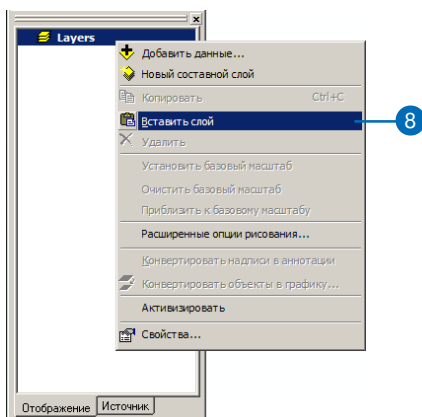 Layers
Добавить данные...
Новый составной слой
Копировать Ctrl+C
Вставить слой
8
Удалить
Установить базовый масштаб
Очистить базовый масштаб
Приблизить к базовому масштабу
Расширенные опции рисования...
Конвертировать надписи в аннотации
Конвертировать объекты в графику...
Активизировать
Свойства...
Отображение Источник